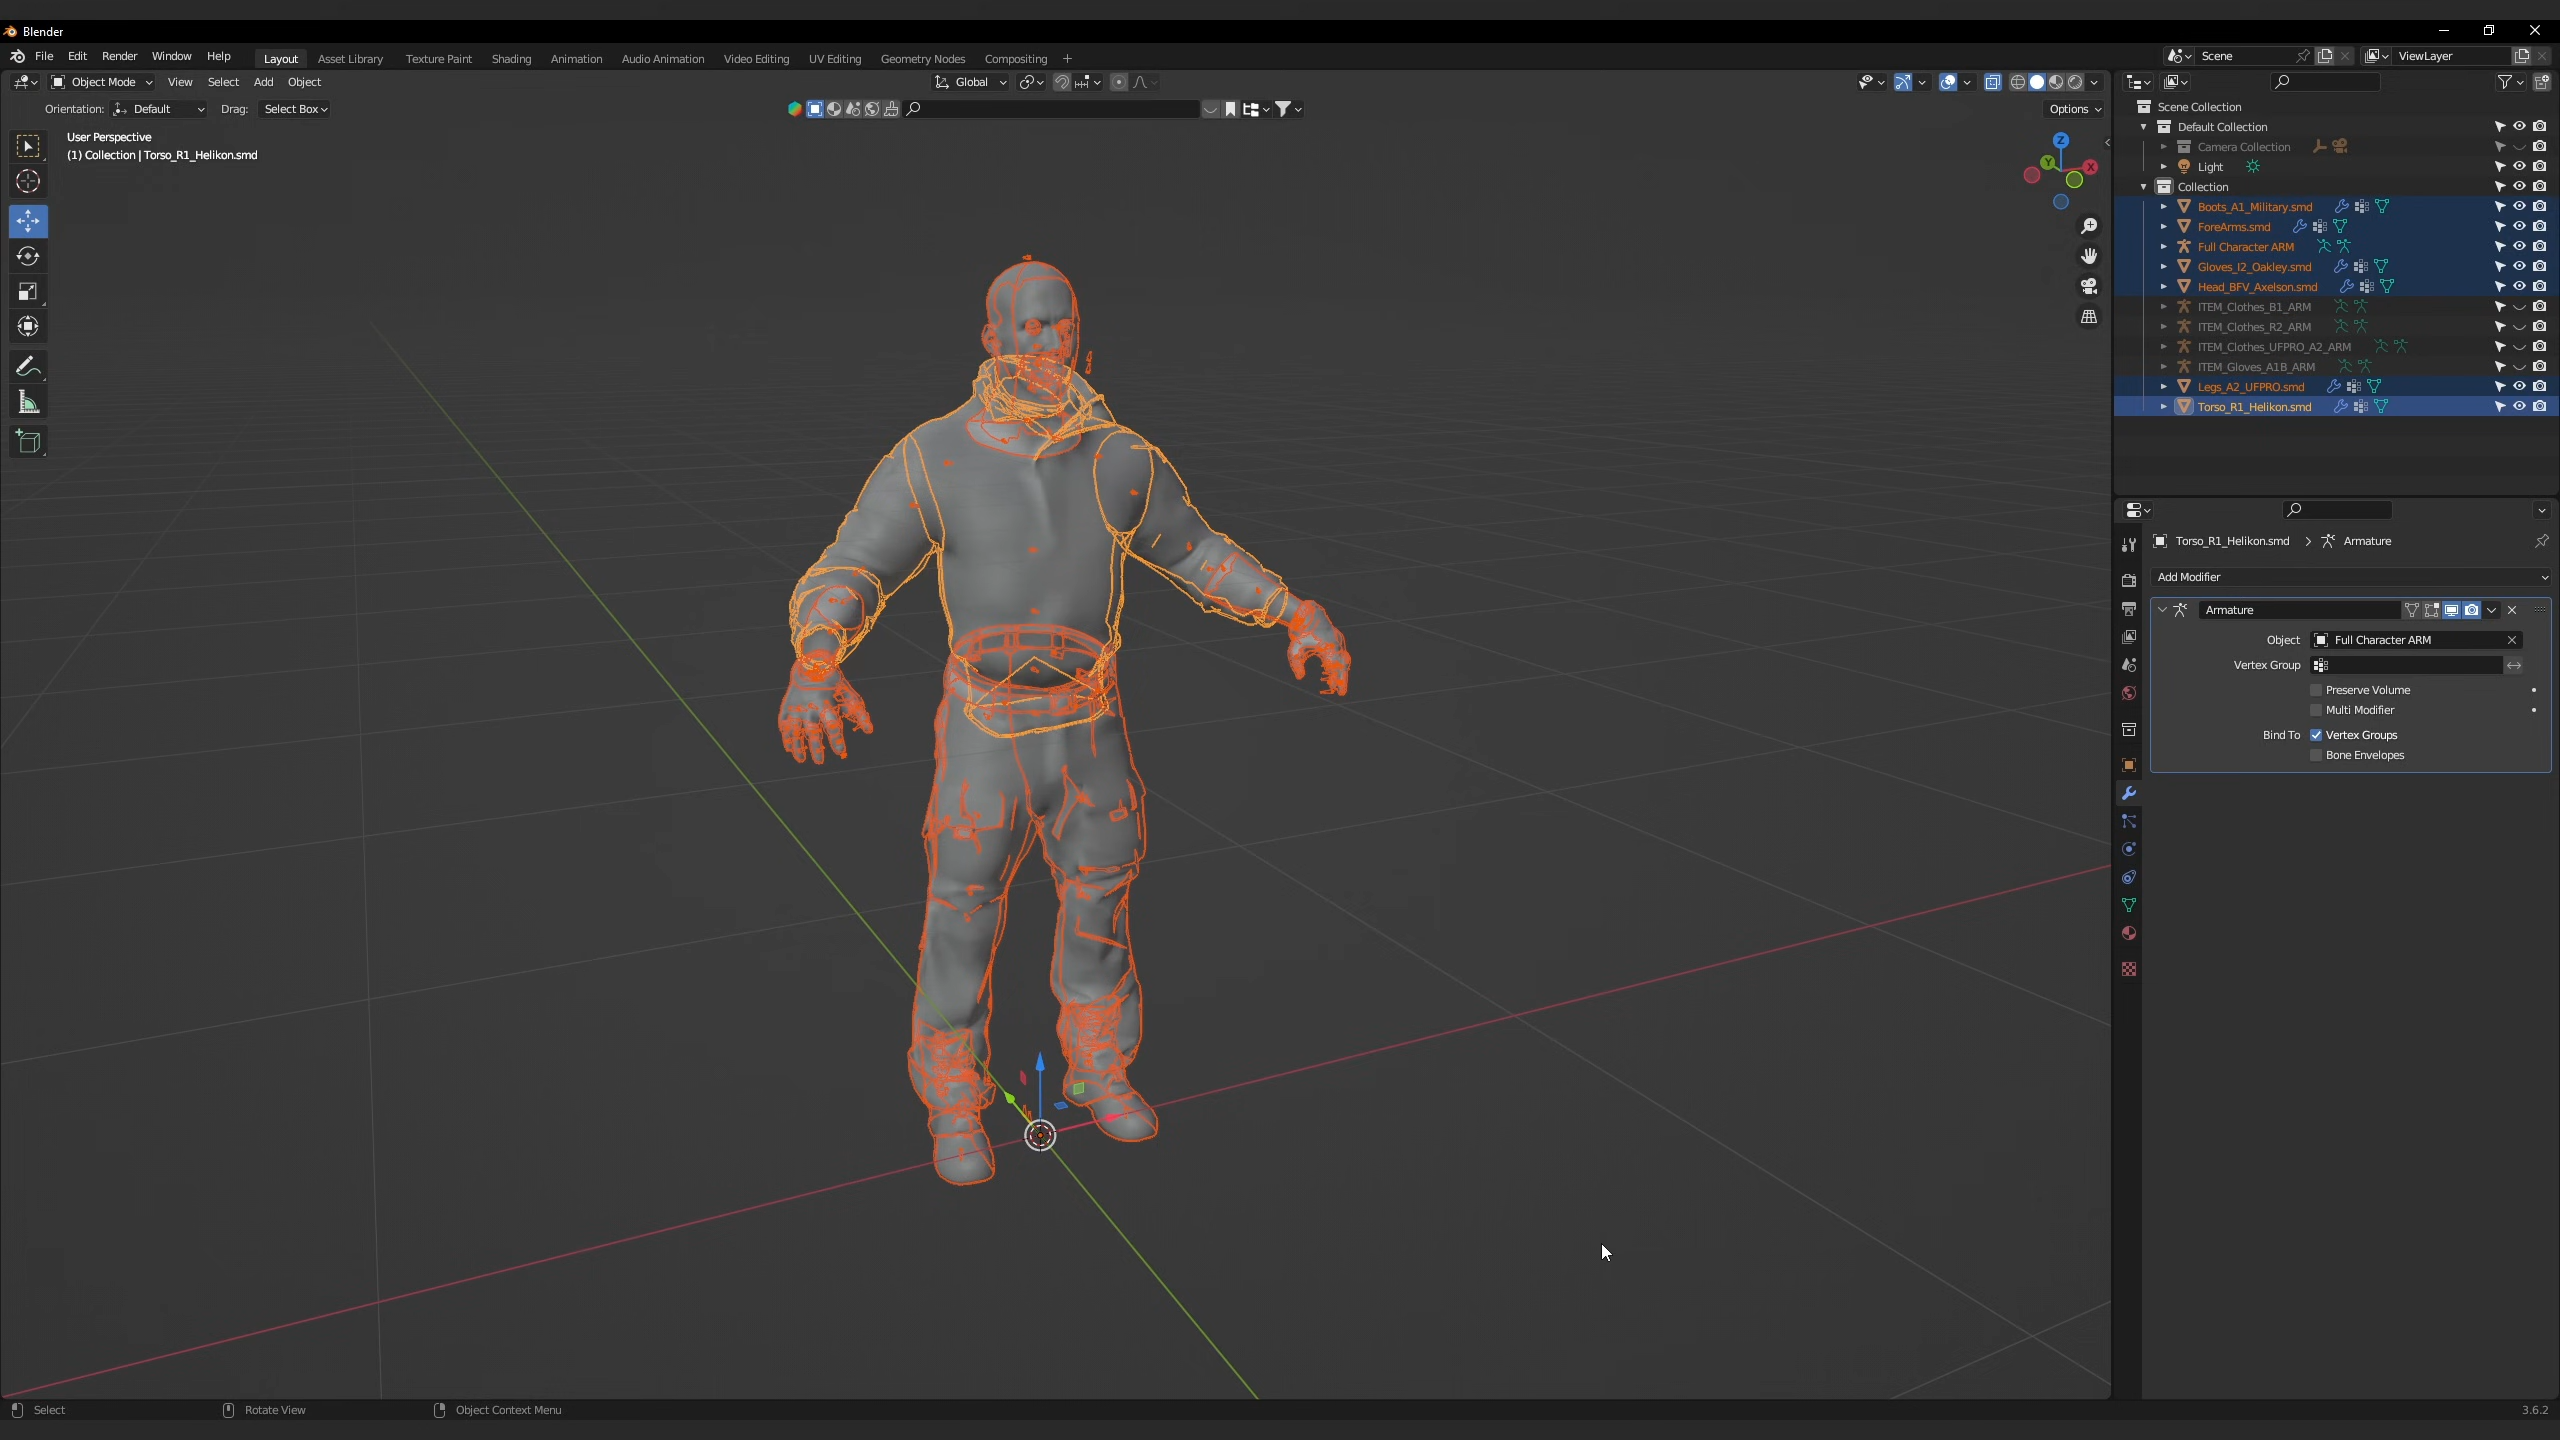 Blender
File Edit Render Window Help Layout Asset Library Texture Paint Shading Animation Audio Animation Video Editing UV Editing Geometry Nodes Compositing + Scene ViewLayer
Object Mode View Select Add Object Global
Orientation: Default Drag: Select Box Options
User Perspective
(1) Collection | Torso_R1_Helikon.smd
Z
Y
X
Scene Collection
Default Collection
Camera Collection
Light
Collection
Boots_A1_Military.smd
ForeArms.smd
Full Character ARM
Gloves_I2_Oakley.smd
Head_BFV_Axelson.smd
ITEM_Clothes_B1_ARM
ITEM_Clothes_R2_ARM
ITEM_Clothes_UFPRO_A2_ARM
ITEM_Gloves_A1B_ARM
Legs_A2_UFPRO.smd
Torso_R1_Helikon.smd
Torso_R1_Helikon.smd > Armature
Add Modifier
Armature
Object Full Character ARM
Vertex Group
Preserve Volume
Multi Modifier
Bind To Vertex Groups
Bone Envelopes
Select Rotate View Object Context Menu 3.6.2